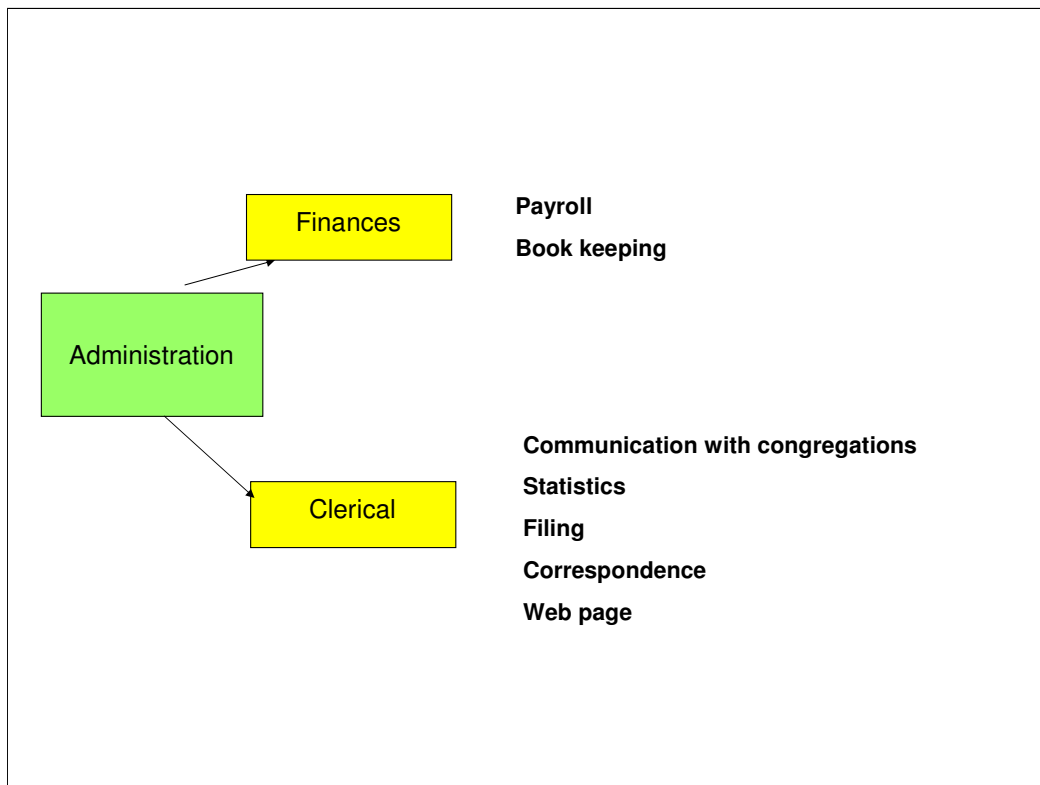 Finances
Payroll
Book keeping
Administration
Clerical
Communication with congregations
Statistics
Filing
Correspondence
Web page